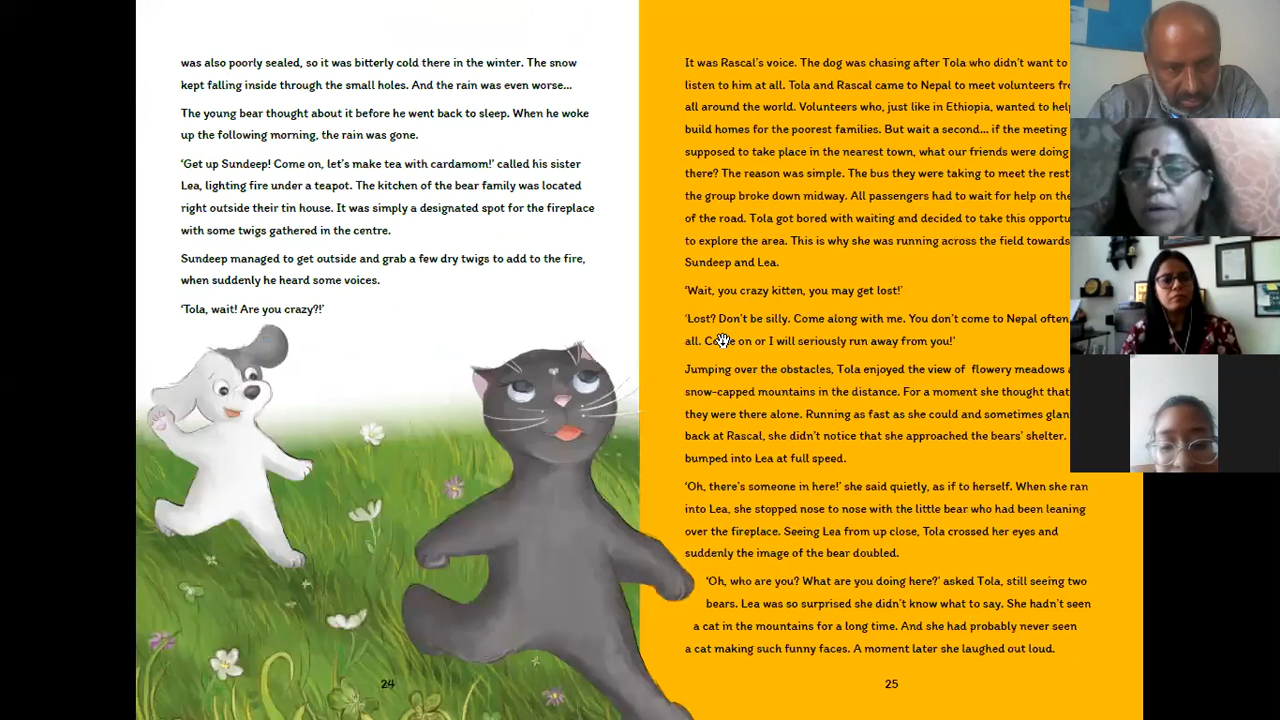 was also poorly sealed, so it was bitterly cold there in the winter. The snow
kept falling inside through the small holes. And the rain was even worse...
The young bear thought about it before he went back to sleep. When he woke
up the following morning, the rain was gone.
‘Get up Sundeep! Come on, let’s make tea with cardamom!’ called his sister
Lea, lighting fire under a teapot. The kitchen of the bear family was located
right outside their tin house. It was simply a designated spot for the fireplace
with some twigs gathered in the centre.
Sundeep managed to get outside and grab a few dry twigs to add to the fire,
when suddenly he heard some voices.
‘Tola, wait! Are you crazy?!’
24
It was Rascal’s voice. The dog was chasing after Tola who didn’t want to
listen to him at all. Tola and Rascal came to Nepal to meet volunteers
all around the world. Volunteers who, just like in Ethiopia, wanted to
build homes for the poorest families. But wait a second... if the meeting
supposed to take place in the nearest town, what our friends were doing
there? The reason was simple. The bus they were taking to meet the
the group broke down midway. All passengers had to wait for help on the
of the road. Tola got bored with waiting and decided to take this
to explore the area. This is why she was running across the field towards
Sundeep and Lea.
‘Wait, you crazy kitten, you may get lost!’
‘Lost? Don’t be silly. Come along with me. You don’t come to Nepal often
all. on or I will seriously run away from you!’
Jumping over the obstacles, Tola enjoyed the view of flowery meadows
snow-capped mountains in the distance. For a moment she thought that
they were there alone. Running as fast as she could and sometimes
back at Rascal, she didn’t notice that she approached the bears’ shelter.
bumped into Lea at full speed.
‘Oh, there’s someone in here!’ she said quietly, as if to herself. When she ran
into Lea, she stopped nose to nose with the little bear who had been leaning
over the fireplace. Seeing Lea from up close, Tola crossed her eyes and
suddenly the image of the bear doubled.
‘Oh, who are you? What are you doing here?’ asked Tola, still seeing two
bears. Lea was so surprised she didn’t know what to say. She hadn’t seen
a cat in the mountains for a long time. And she had probably never seen
a cat making such funny faces. A moment later she laughed out loud.
25